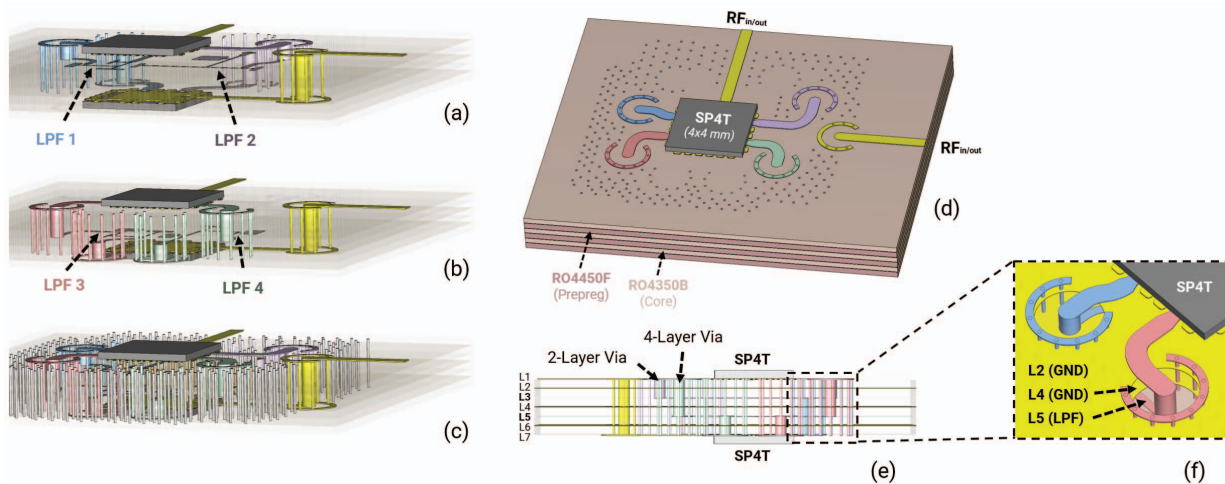 (a)
LPF 1
LPF 2
(b)
LPF 3
LPF 4
(c)
RFin/out
SP4T
(4x4 mm)
RFin/out
(d)
RO4450F
(Prepreg)
RO4350B
(Core)
4-Layer Via
2-Layer Via
SP4T
L1
L2
L3
L4
L5
L6
L7
SP4T
(e)
SP4T
L2 (GND)
L4 (GND)
L5 (LPF)
(f)